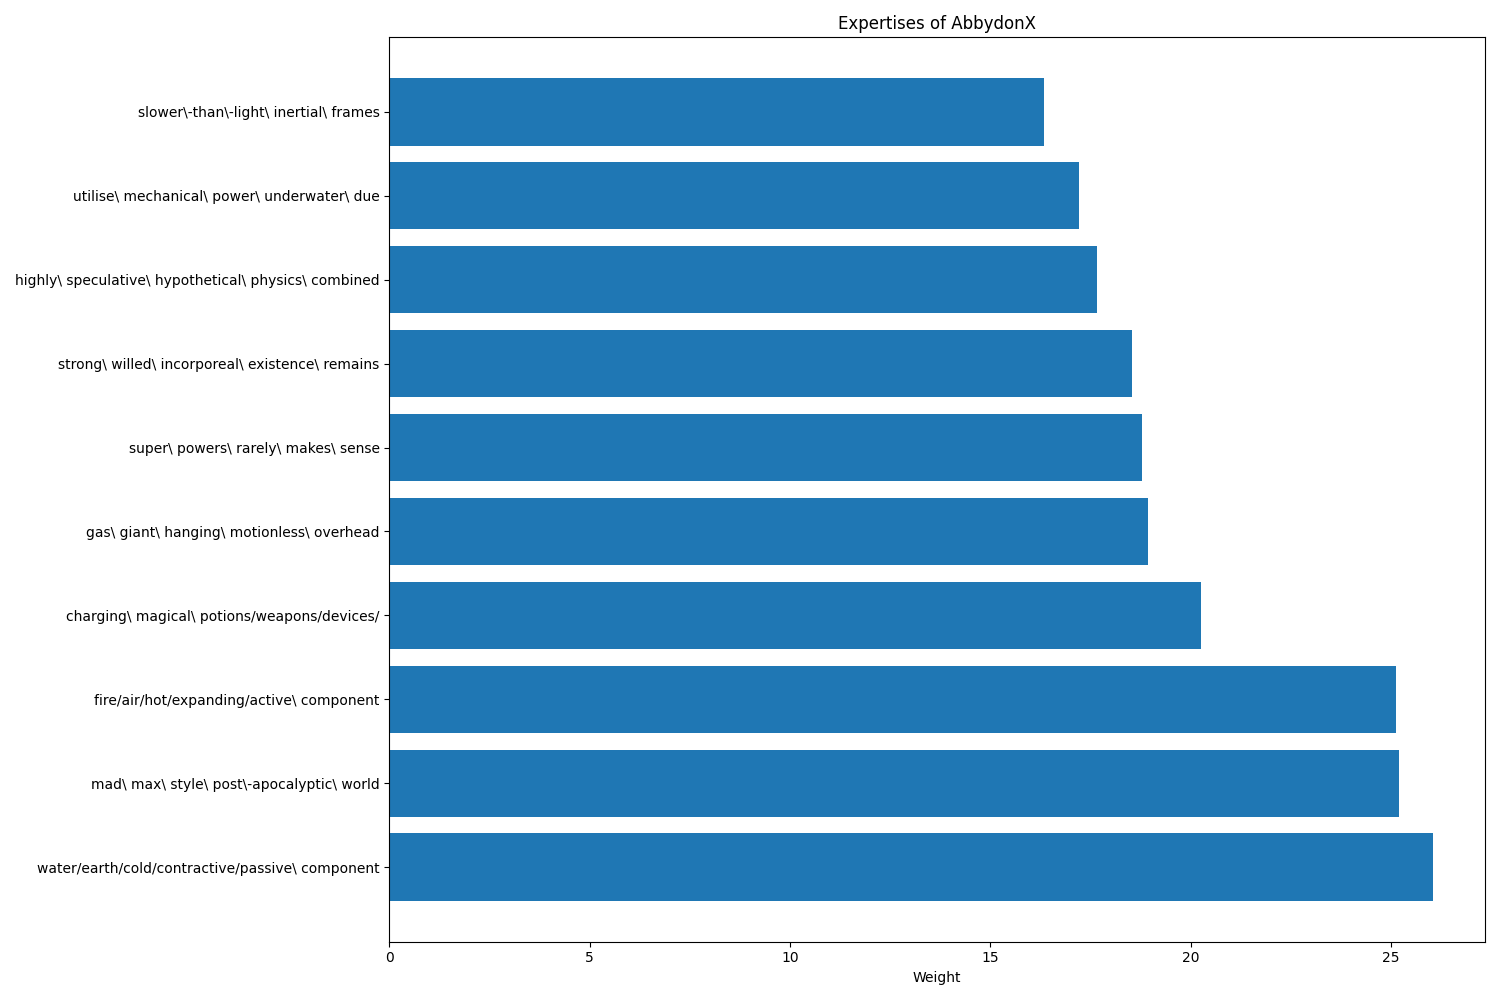 Expertises of AbbydonX
slower\-than\-light\ inertial\ frames
utilise\ mechanical\ power\ underwater\ due
highly\ speculative\ hypothetical\ physics\ combined
strong\ willed\ incorporeal\ existence\ remains
super\ powers\ rarely\ makes\ sense
gas\ giant\ hanging\ motionless\ overhead
charging\ magical\ potions/weapons/devices/
fire/air/hot/expanding/active\ component
mad\ max\ style\ post\-apocalyptic\ world
water/earth/cold/contractive/passive\ component
0 5 10 15 20 25
Weight